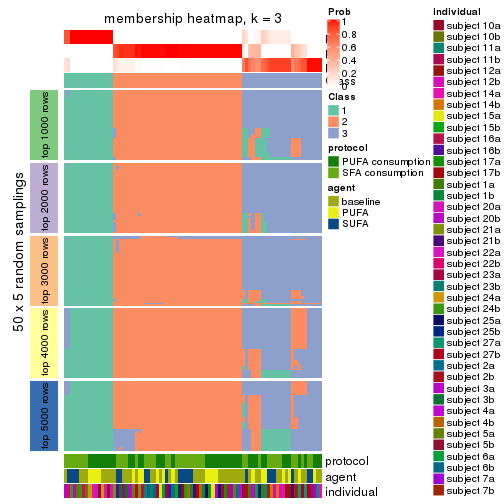 membership heatmap, k = 3
50 x 5 random samplings
top 1000 rows
top 2000 rows
top 3000 rows
top 4000 rows
top 5000 rows
protocol
agent
individual
Prob
1
0.8
0.6
0.4
0.2
0
Class
1
2
3
protocol
PUFA consumption
SFA consumption
agent
baseline
PUFA
SUFA
individual
subject 10a
subject 10b
subject 11a
subject 11b
subject 12a
subject 12b
subject 14a
subject 14b
subject 15a
subject 15b
subject 16a
subject 16b
subject 17a
subject 17b
subject 1a
subject 1b
subject 20a
subject 20b
subject 21a
subject 21b
subject 22a
subject 22b
subject 23a
subject 23b
subject 24a
subject 24b
subject 25a
subject 25b
subject 27a
subject 27b
subject 2a
subject 2b
subject 3a
subject 3b
subject 4a
subject 4b
subject 5a
subject 5b
subject 6a
subject 6b
subject 7a
subject 7b